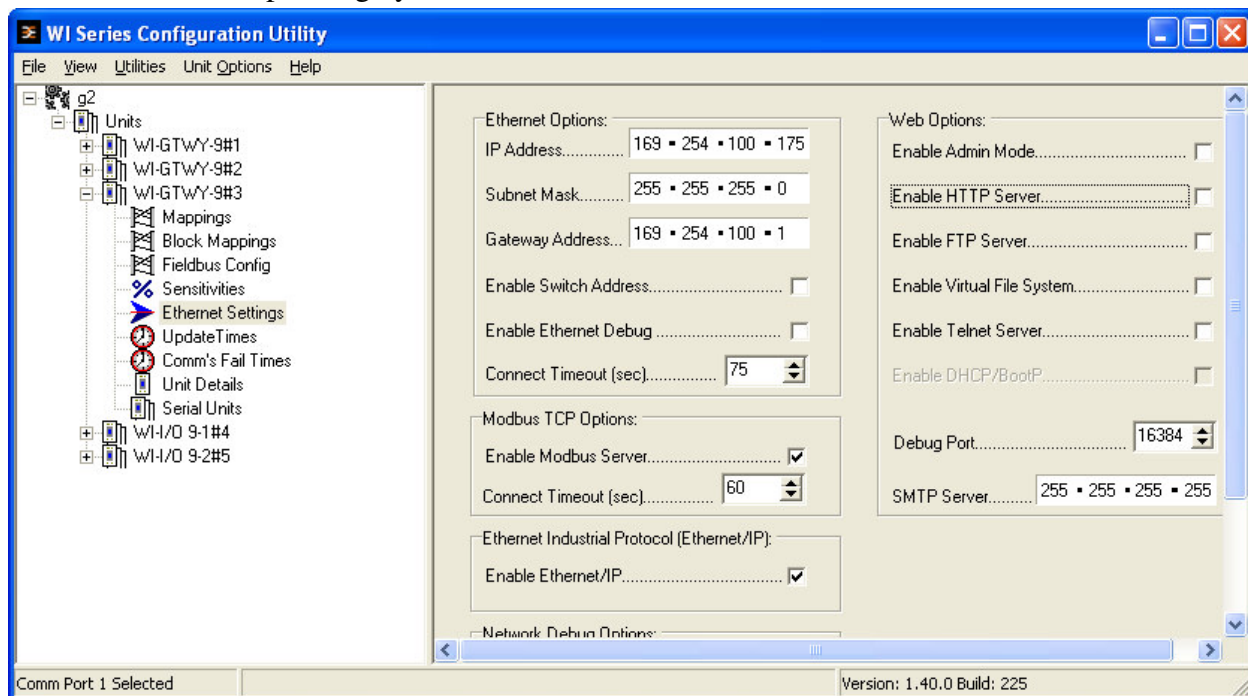 WI Series Configuration Utility
File View Utilities Unit Options Help
g2
Units
WI-GTWY-9#1
WI-GTWY-9#2
WI-GTWY-9#3
Mappings
Block Mappings
Fieldbus Config
Sensitivities
Ethernet Settings
UpdateTimes
Comm's Fail Times
Unit Details
Serial Units
WI-I/O 9-1#4
WI-I/O 9-2#5
Ethernet Options:
IP Address............. 169 ▪ 254 ▪ 100 ▪ 175
Subnet Mask......... 255 ▪ 255 ▪ 255 ▪ 0
Gateway Address... 169 ▪ 254 ▪ 100 ▪ 1
Enable Switch Address............................
Enable Ethernet Debug ..........................
Connect Timeout (sec)............... 75
Modbus TCP Options:
Enable Modbus Server............................
Connect Timeout (sec)............... 60
Ethernet Industrial Protocol (Ethernet/IP):
Enable Ethernet/IP.................................
Network Debug Options:
Web Options:
Enable Admin Mode................................
Enable HTTP Server................................
Enable FTP Server.................................
Enable Virtual File System.......................
Enable Telnet Server..............................
Enable DHCP/BootP...............................
Debug Port................................ 16384
SMTP Server.......... 255 ▪ 255 ▪ 255 ▪ 255
Comm Port 1 Selected
Version: 1.40.0 Build: 225